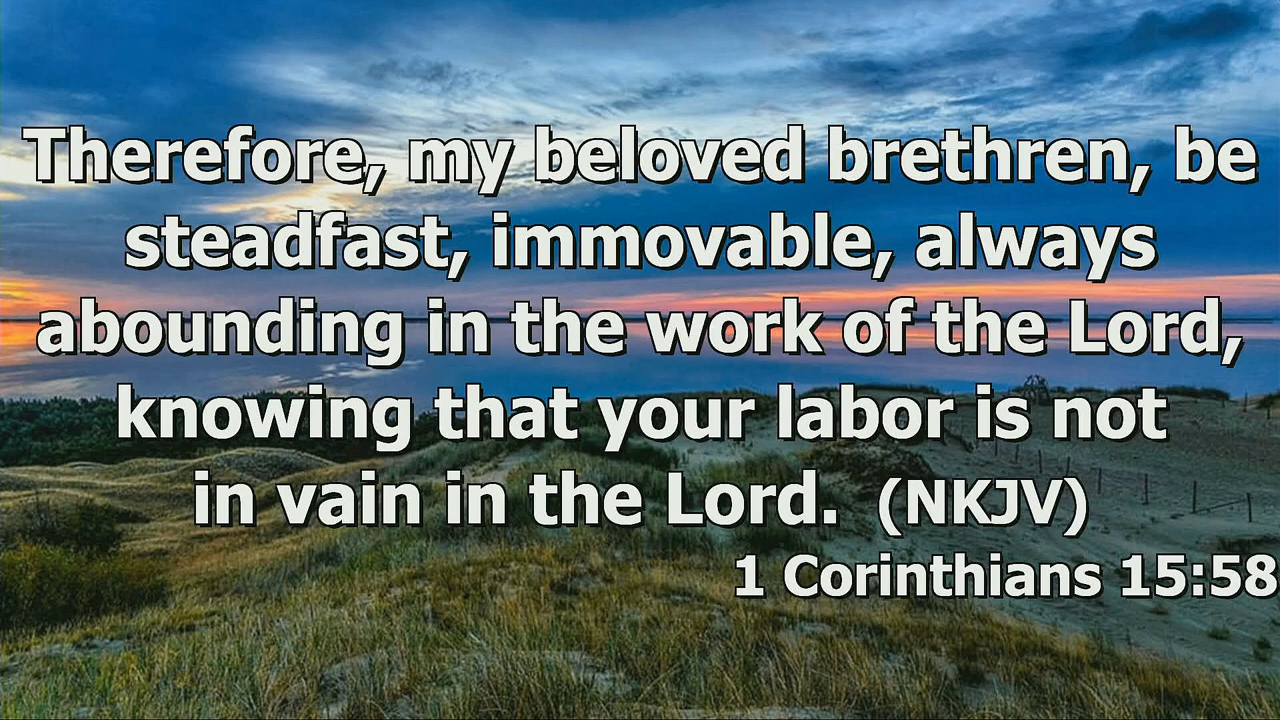 Therefore, my beloved brethren, be
steadfast, immovable, always
abounding in the work of the Lord,
knowing that your labor is not
in vain in the Lord. (NKJV)
1 Corinthians 15:58